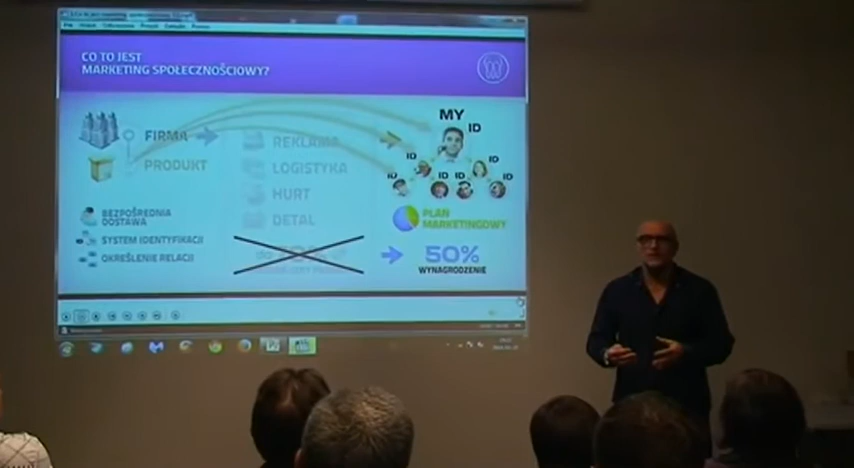 CO TO JEST
MARKETING SPOŁECZNOŚCIOWY?
FIRMA
PRODUKT
REKLAMA
LOGISTYKA
HURT
DETAL
MY
ID
ID
ID
ID
ID
ID
ID
BEZPOŚREDNIA
DOSTAWA
SYSTEM IDENTYFIKACJI
OKREŚLENIE RELACJI
PLAN
MARKETINGOWY
50%
WYNAGRODZENIE